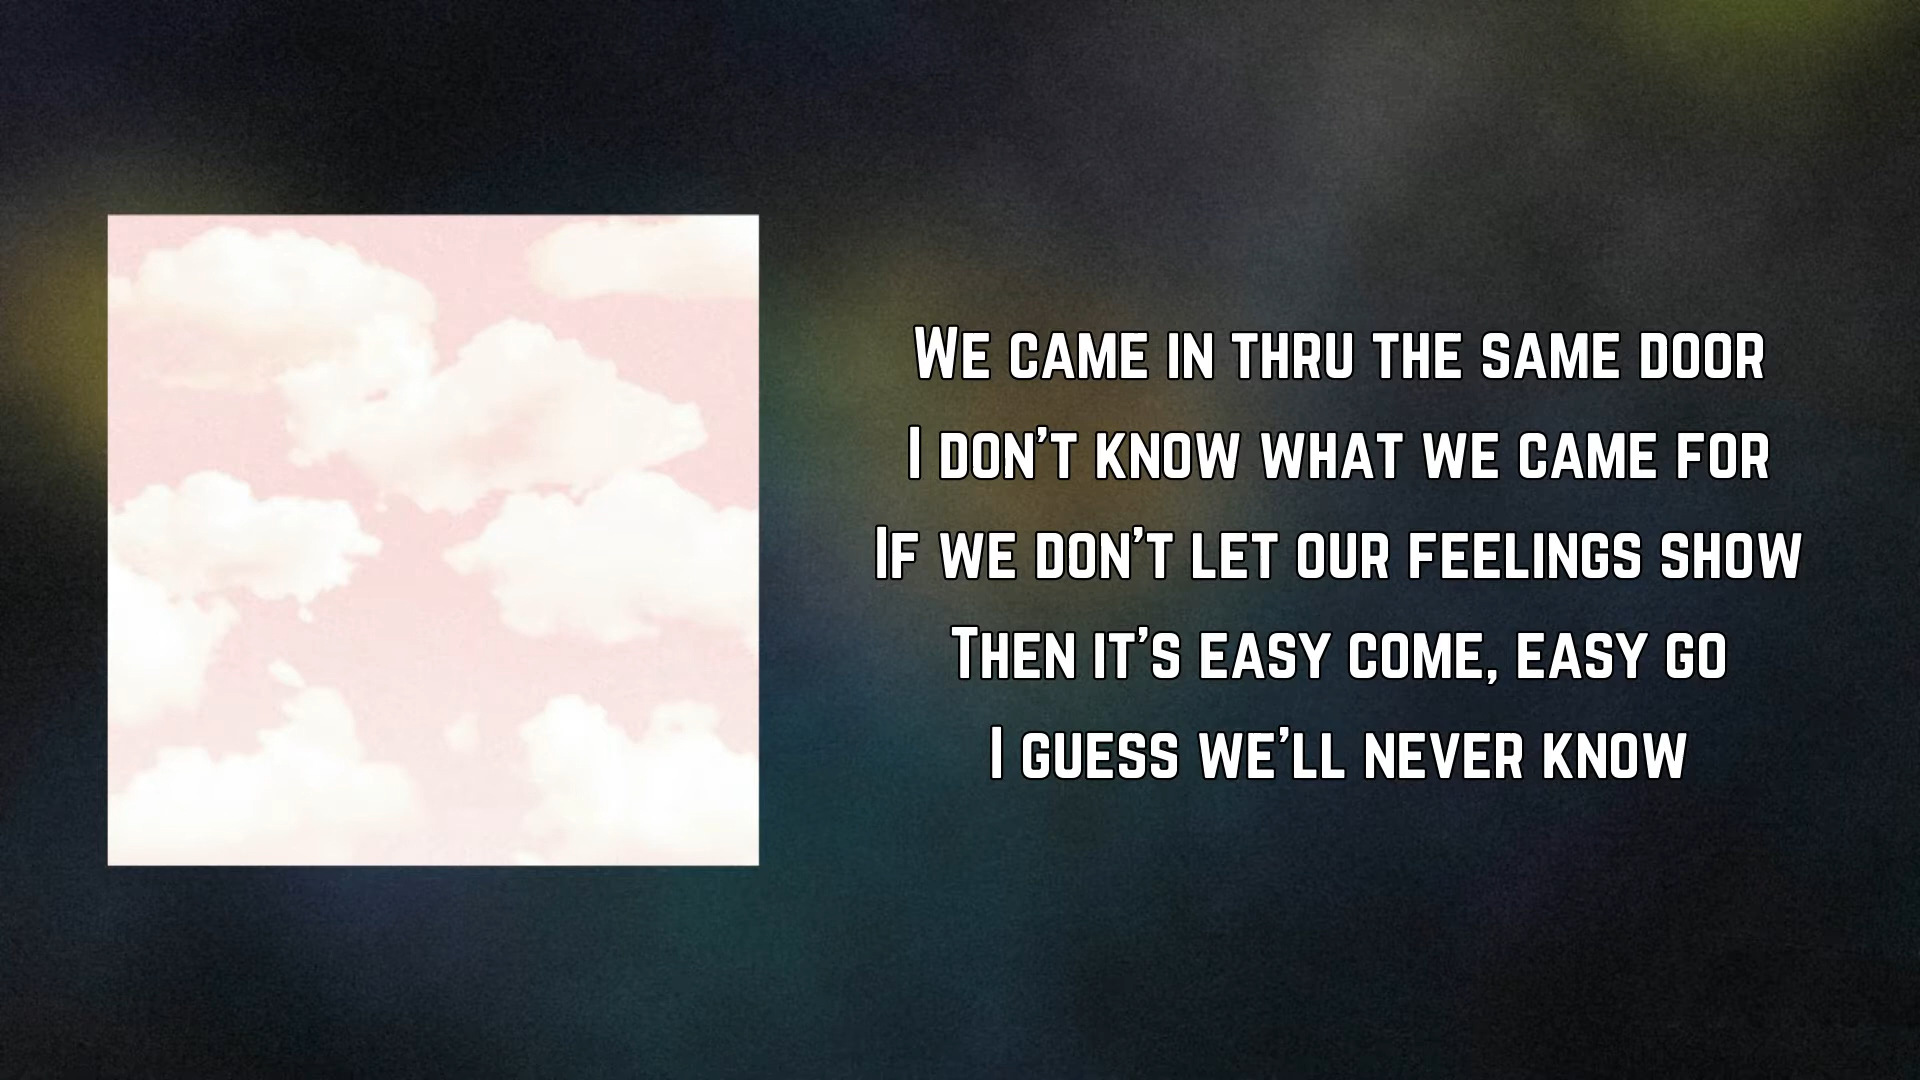 We came in thru the same door
I don't know what we came for
If we don't let our feelings show
Then it's easy come, easy go
I guess we'll never know